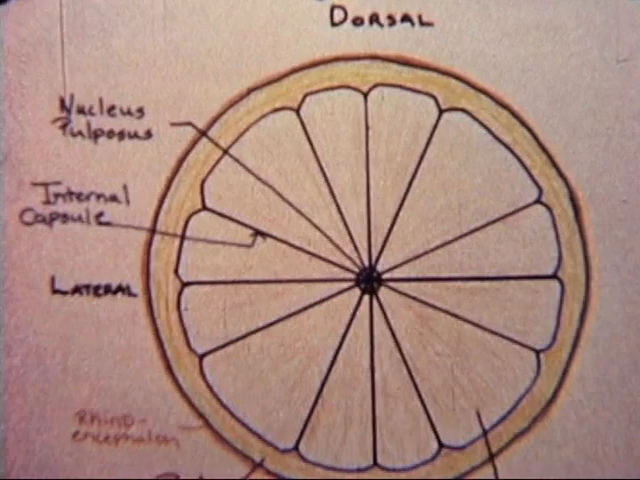 DORSAL
Nucleus
Pulposus
Internal
Capsule
LATERAL
Rhino-
encephalon